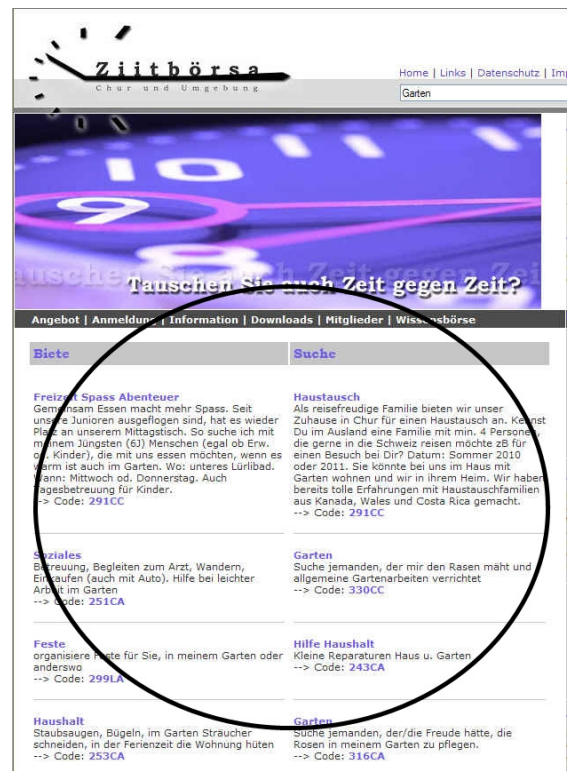 Ziitbörsa
Chur und Umgebung
Home | Links | Datenschutz |
Garten
10
11
9
8
Tauschen Sie auch Zeit gegen Zeit?
Angebot | Anmeldung | Information | Downloads | Mitglieder | Wissensbörse
Biete
Freizeit Spass Abenteuer
Gemeinsam Essen macht mehr Spass. Seit
unsere Junioren ausgeflogen sind, hat es wieder
Platz an unserem Mittagstisch. So suche ich mit
meinem Jüngsten (6J) Menschen (egal ob Erw.
od. Kinder), die mit uns essen möchten, wenn es
warm ist auch im Garten. Wo: unteres Lürlibad.
Wann: Mittwoch od. Donnerstag. Auch
Tagesbetreuung für Kinder.
--> Code: 291CC
Soziales
Betreuung, Begleiten zum Arzt, Wandern,
Einkaufen (auch mit Auto). Hilfe bei leichter
Arbeit im Garten
--> Code: 251CA
Feste
organisiere Feste für Sie, in meinem Garten oder
anderswo
--> Code: 299LA
Haushalt
Staubsaugen, Bügeln, im Garten Sträucher
schneiden, in der Ferienzeit die Wohnung hüten
--> Code: 253CA
Suche
Haustausch
Als reisefreudige Familie bieten wir unser
Zuhause in Chur für einen Haustausch an. Kennst
Du im Ausland eine Familie mit min. 4 Personen,
die gerne in die Schweiz reisen möchte zB für
einen Besuch bei Dir? Datum: Sommer 2010
oder 2011. Sie könnte bei uns im Haus mit
Garten wohnen und wir in ihrem Heim. Wir haben
bereits tolle Erfahrungen mit Haustauschfamilien
aus Kanada, Wales und Costa Rica gemacht.
--> Code: 291CC
Garten
Suche jemanden, der mir den Rasen mäht und
allgemeine Gartenarbeiten verrichtet
--> Code: 330CC
Hilfe Haushalt
Kleine Reparaturen Haus u. Garten
--> Code: 243CA
Garten
Suche jemanden, der/die Freude hätte, die
Rosen in meinem Garten zu pflegen.
--> Code: 316CA